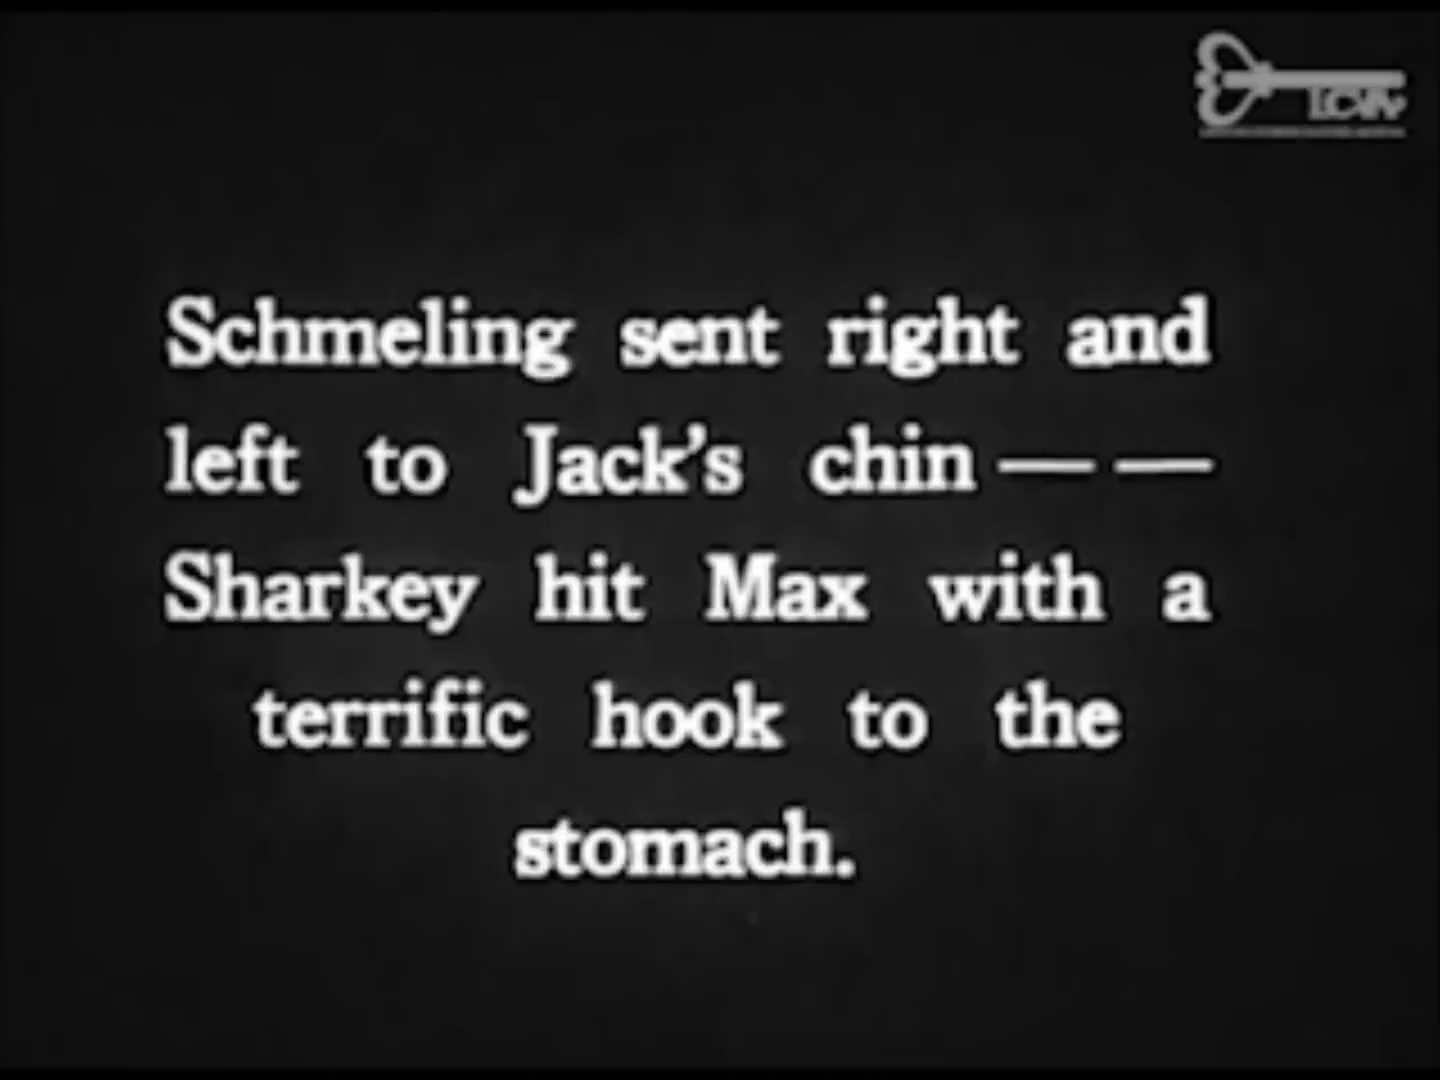 Schmeling sent right and
left to Jack's chin — —
Sharkey hit Max with a
terrific hook to the
stomach.